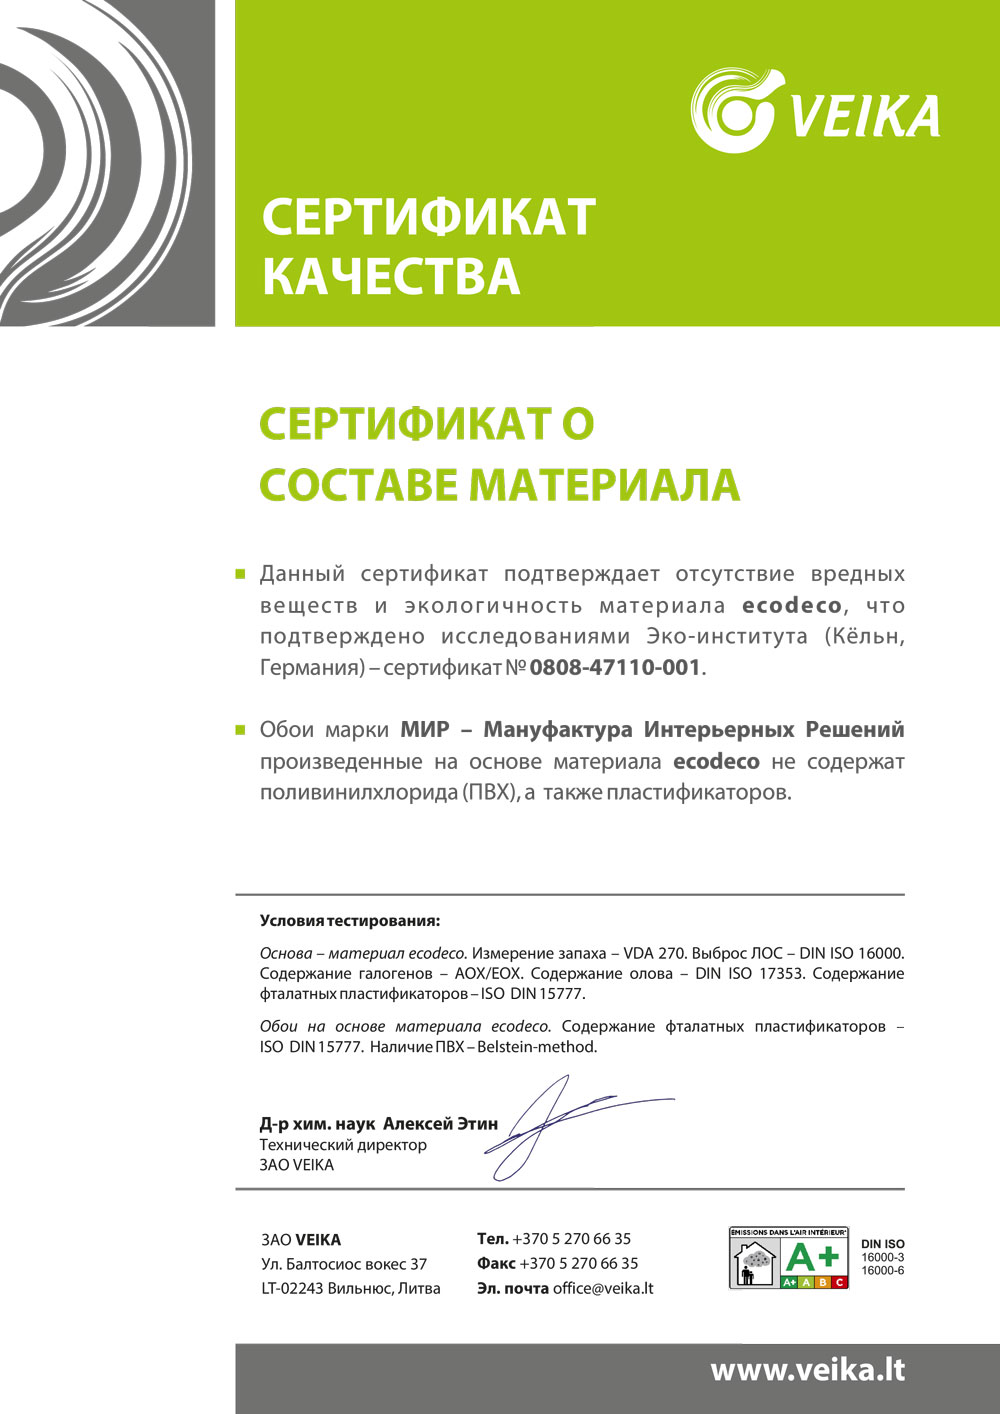 VEIKA
СЕРТИФИКАТ
КАЧЕСТВА
СЕРТИФИКАТ О
СОСТАВЕ МАТЕРИАЛА
Данный сертификат подтверждает отсутствие вредных
веществ и экологичность материала ecodeco, что
подтверждено исследованиями Эко-института (Кёльн,
Германия) – сертификат № 0808-47110-001.
Обои марки МИР – Мануфактура Интерьерных Решений
произведенные на основе материала ecodeco не содержат
поливинилхлорида (ПВХ), а также пластификаторов.
Условия тестирования:
Основа – материал ecodeco. Измерение запаха – VDA 270. Выброс ЛОС – DIN ISO 16000.
Содержание галогенов – AOX/EOX. Содержание олова – DIN ISO 17353. Содержание
фталатных пластификаторов – ISO DIN 15777.
Обои на основе материала ecodeco. Содержание фталатных пластификаторов –
ISO DIN 15777. Наличие ПВХ – Belstein-method.
Д-р хим. наук Алексей Этин
Технический директор
ЗАО VEIKA
ЗАО VEIKA
Ул. Балтосиос вокес 37
LT-02243 Вильнюс, Литва
Тел. +370 5 270 66 35
Факс +370 5 270 66 35
Эл. почта office@veika.lt
ÉMISSIONS DANS L'AIR INTÉRIEUR*
A+
A+ A B C
DIN ISO
16000-3
16000-6
www.veika.lt